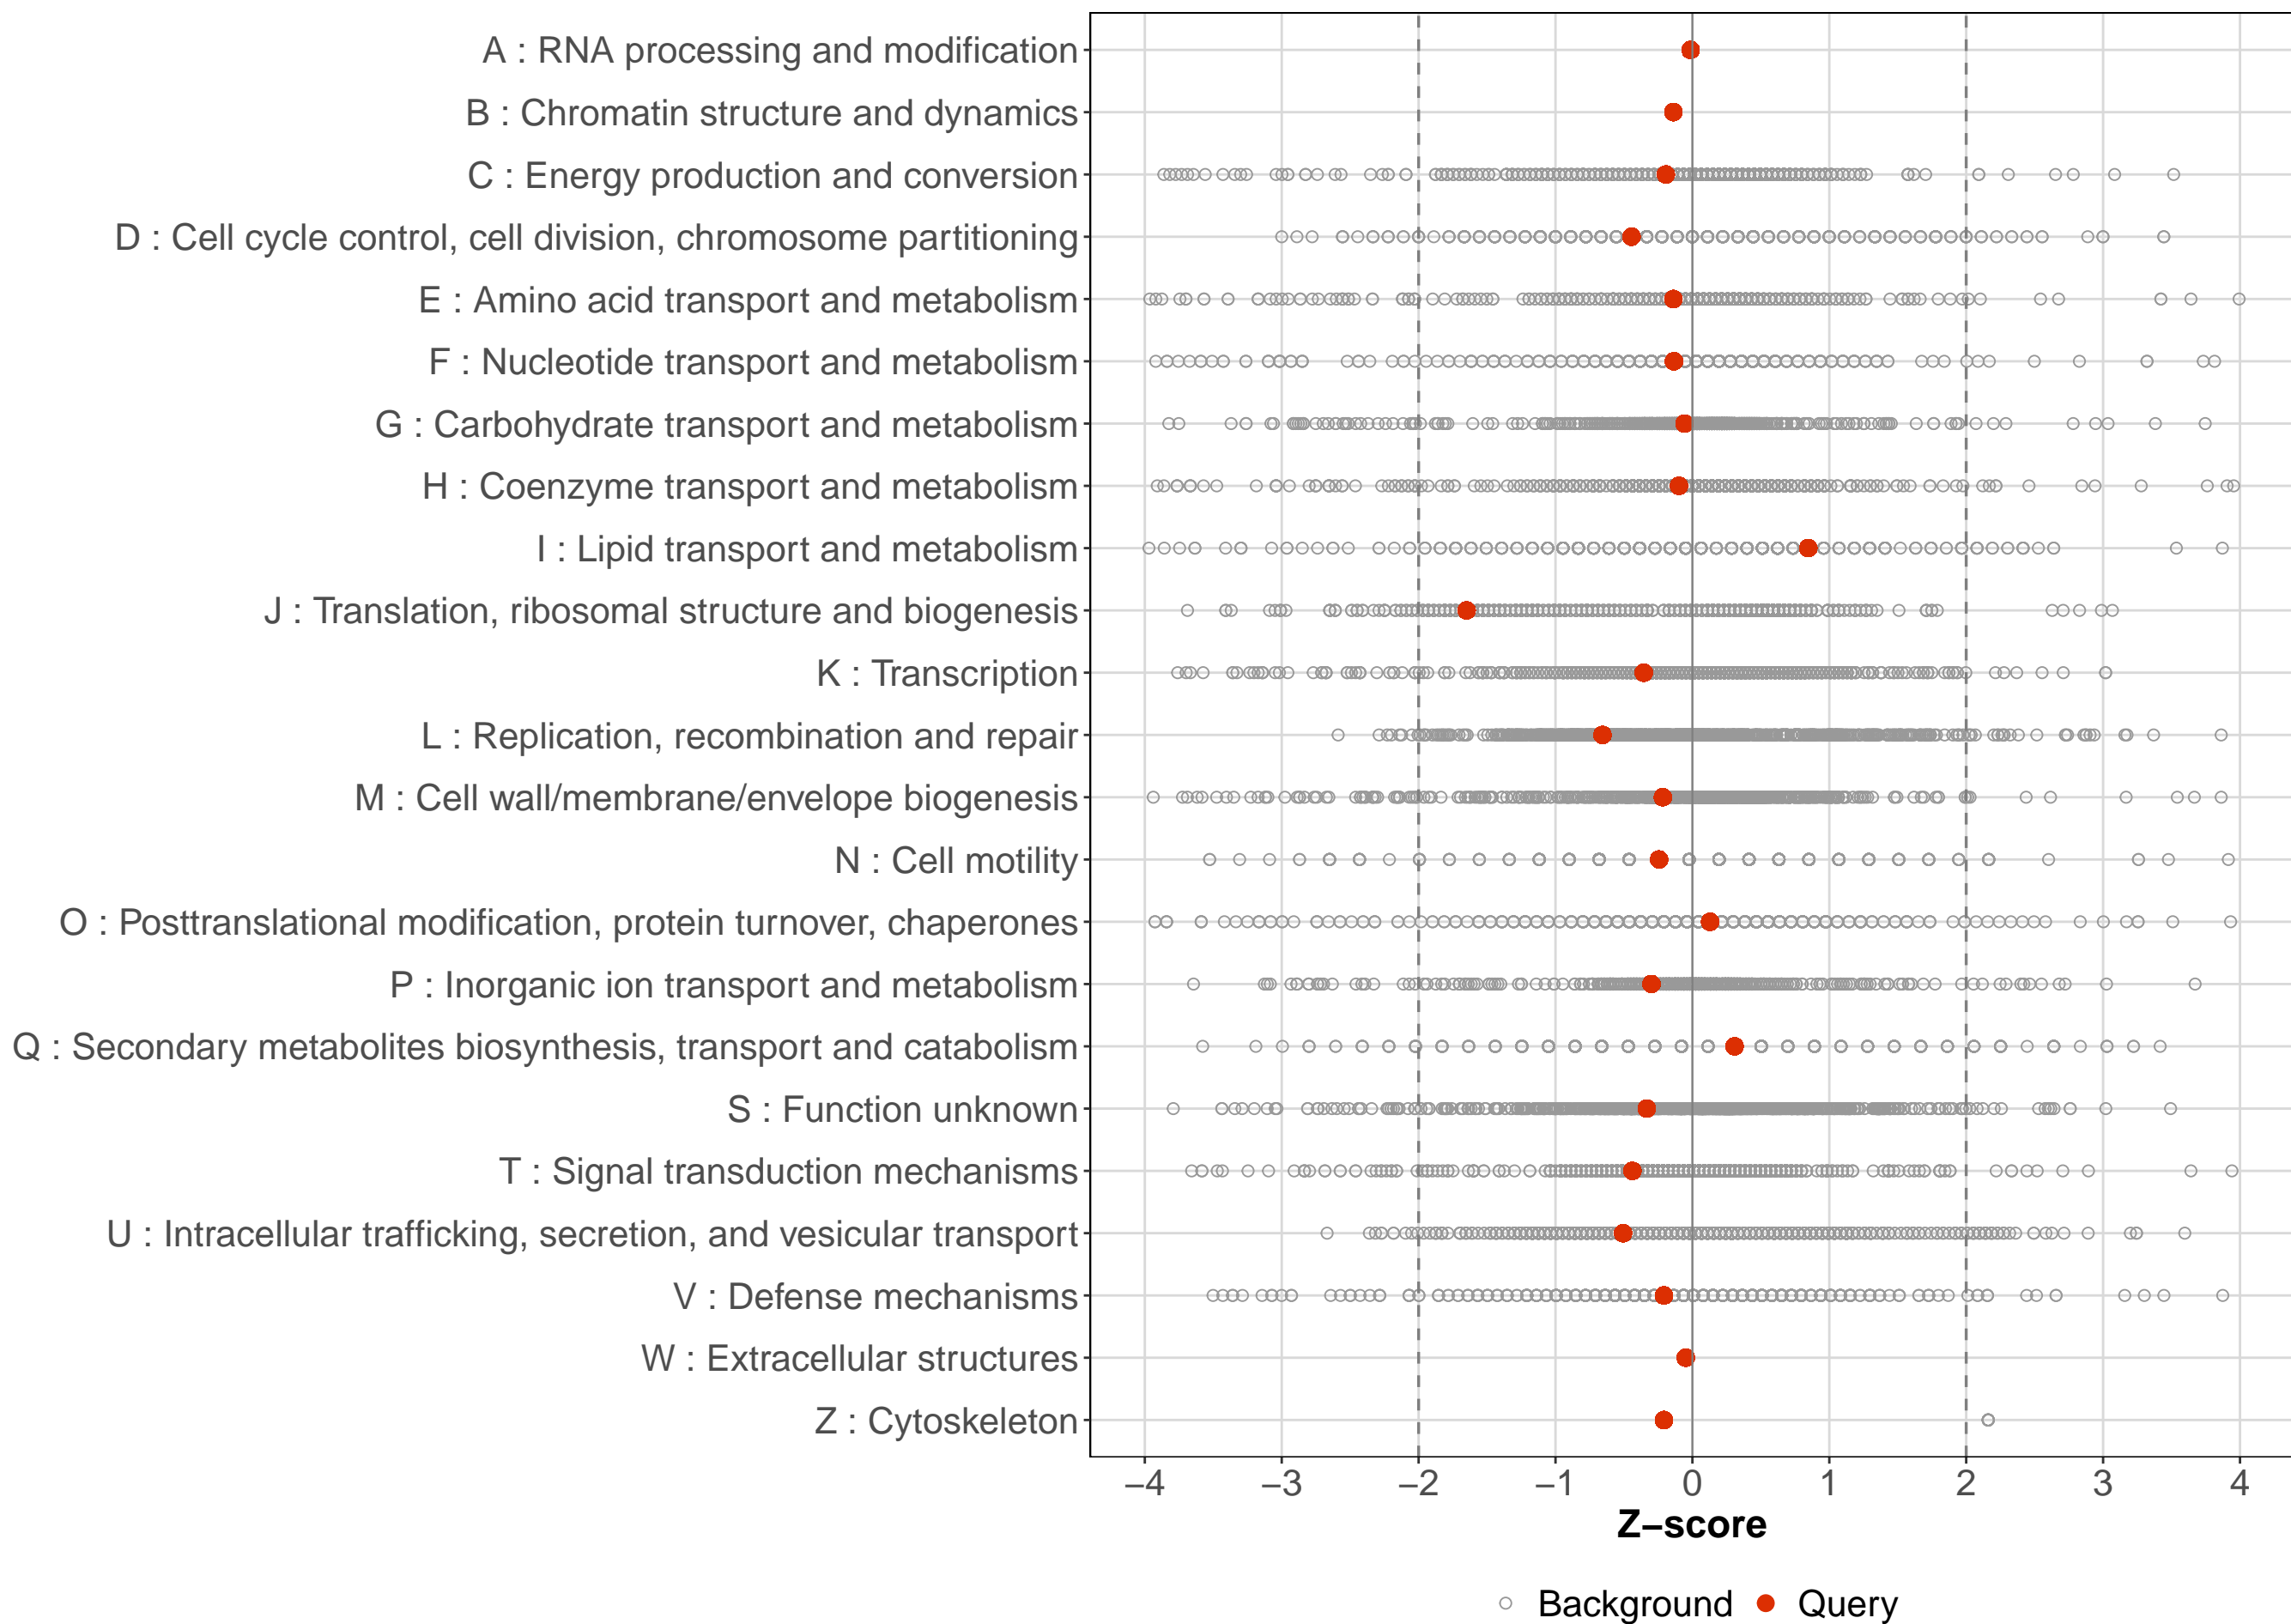 A : RNA processing and modification
B : Chromatin structure and dynamics
C : Energy production and conversion
D : Cell cycle control, cell division, chromosome partitioning
E : Amino acid transport and metabolism
F : Nucleotide transport and metabolism
G : Carbohydrate transport and metabolism
H : Coenzyme transport and metabolism
I : Lipid transport and metabolism
J : Translation, ribosomal structure and biogenesis
K : Transcription
L : Replication, recombination and repair
M : Cell wall/membrane/envelope biogenesis
N : Cell motility
O : Posttranslational modification, protein turnover, chaperones
P : Inorganic ion transport and metabolism
Q : Secondary metabolites biosynthesis, transport and catabolism
S : Function unknown
T : Signal transduction mechanisms
U : Intracellular trafficking, secretion, and vesicular transport
V : Defense mechanisms
W : Extracellular structures
Z : Cytoskeleton
−4 −3 −2 −1 0 1 2 3 4
Z−score
Background Query